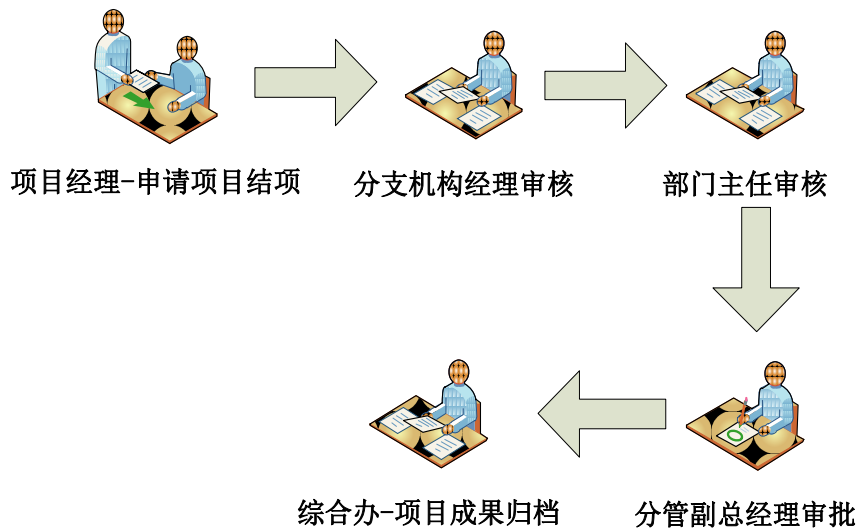 项目经理-申请项目结项
分支机构经理审核
部门主任审核
分管副总经理审批
综合办-项目成果归档